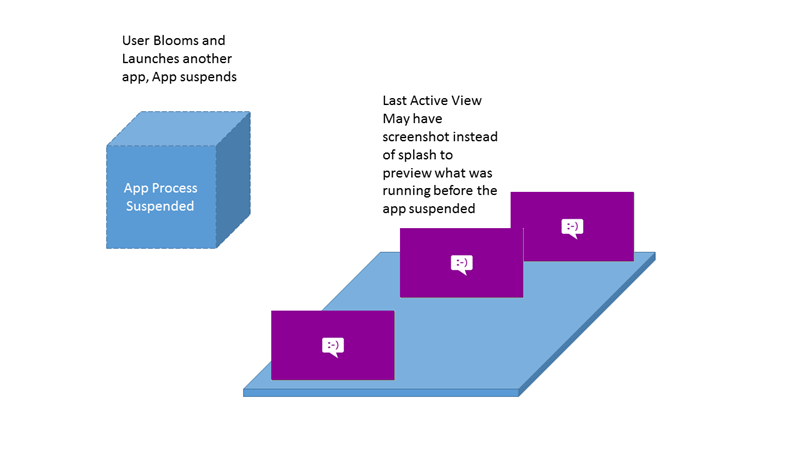 User Blooms and
Launches another
app, App suspends
App Process
Suspended
Last Active View
May have
screenshot instead
of splash to
preview what was
running before the
app suspended
:-)
:-)
:-)